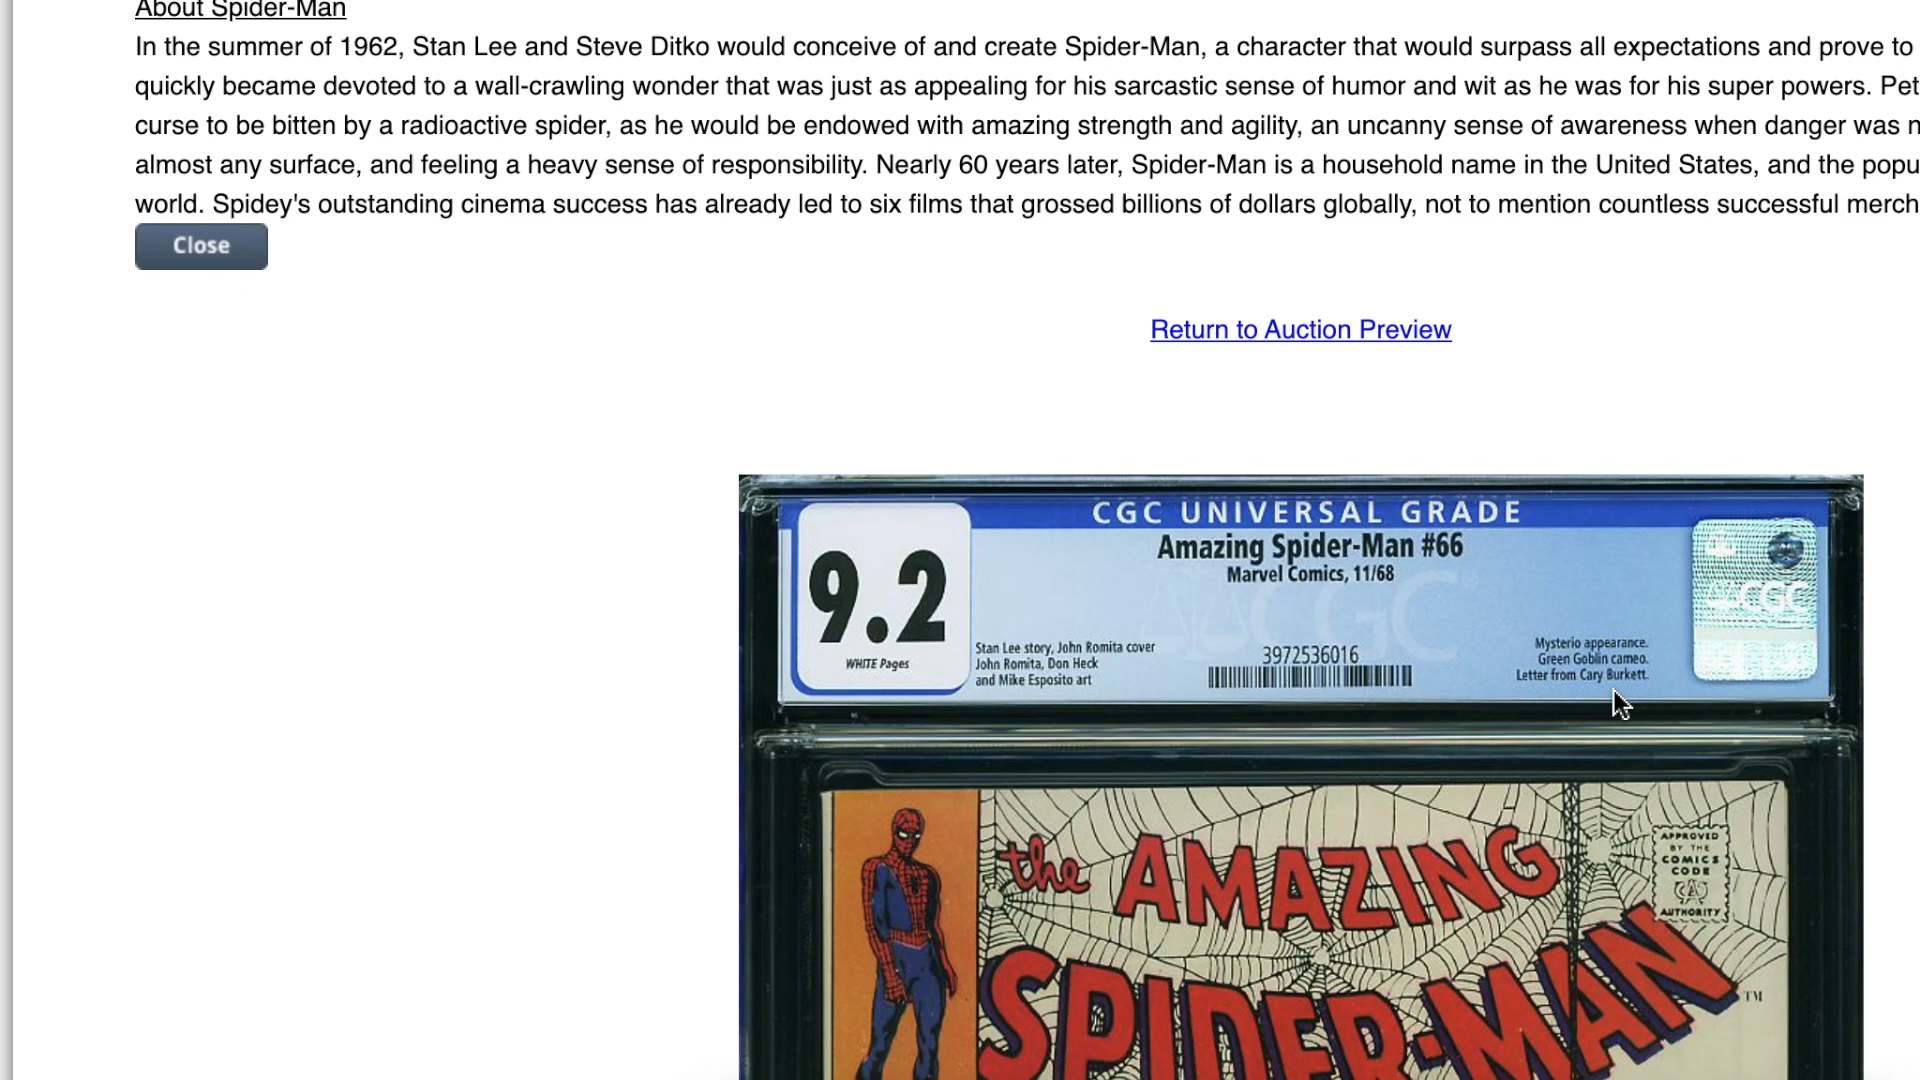 About Spider-Man
In the summer of 1962, Stan Lee and Steve Ditko would conceive of and create Spider-Man, a character that would surpass all expectations and prove to
quickly became devoted to a wall-crawling wonder that was just as appealing for his sarcastic sense of humor and wit as he was for his super powers. Pet
curse to be bitten by a radioactive spider, as he would be endowed with amazing strength and agility, an uncanny sense of awareness when danger was n
almost any surface, and feeling a heavy sense of responsibility. Nearly 60 years later, Spider-Man is a household name in the United States, and the popu
world. Spidey's outstanding cinema success has already led to six films that grossed billions of dollars globally, not to mention countless successful merch
Close
Return to Auction Preview
CGC UNIVERSAL GRADE
Amazing Spider-Man #66
Marvel Comics, 11/68
9.2
WHITE Pages
Stan Lee story, John Romita cover
John Romita, Don Heck
and Mike Esposito art
3972536016
Mysterio appearance.
Green Goblin cameo.
Letter from Cary Burkett.
CGC
CGC
APPROVED
BY THE
COMICS
CODE
CA
AUTHORITY
the AMAZING
SPIDER-MAN
TM